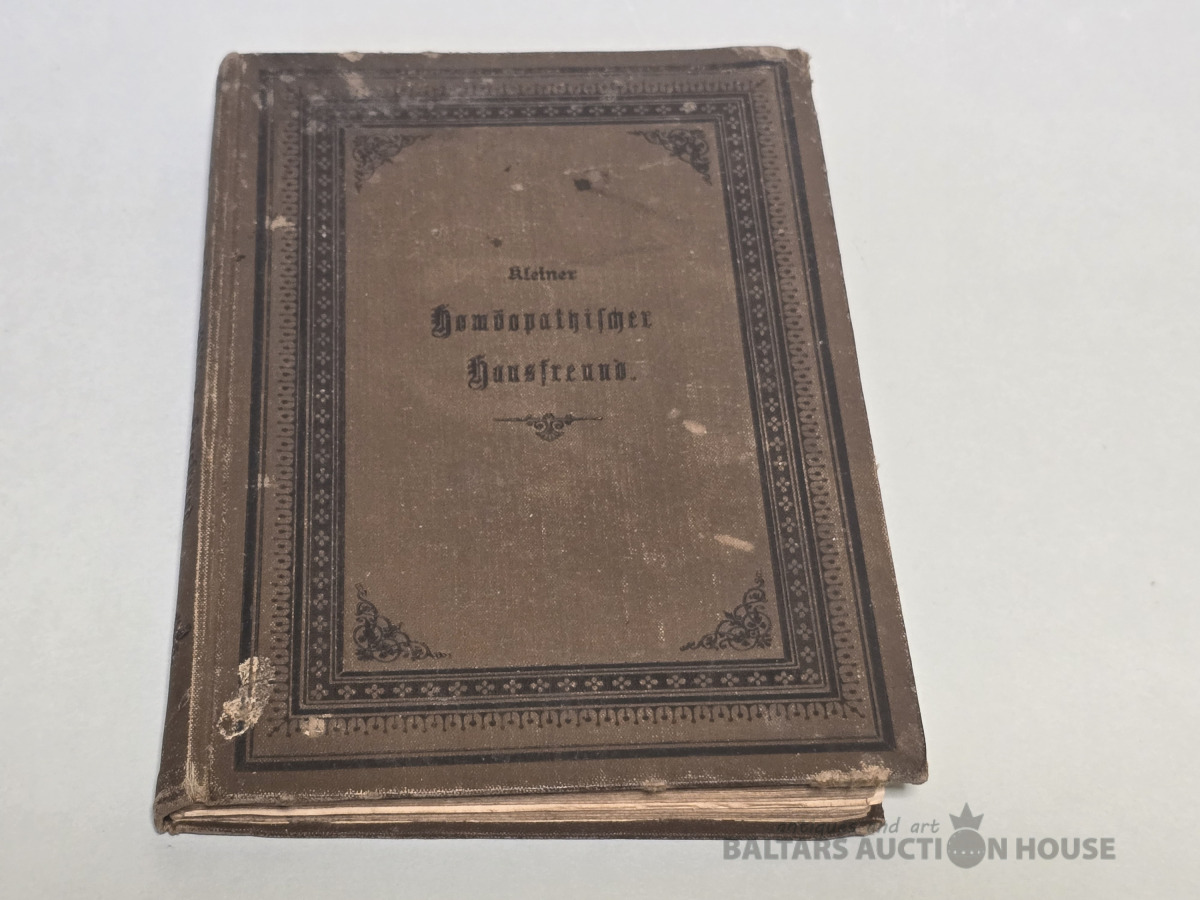 Kleiner
Homöopathiſcher
Hausfreund.
antiques and art
BALTARS AUCTION HOUSE